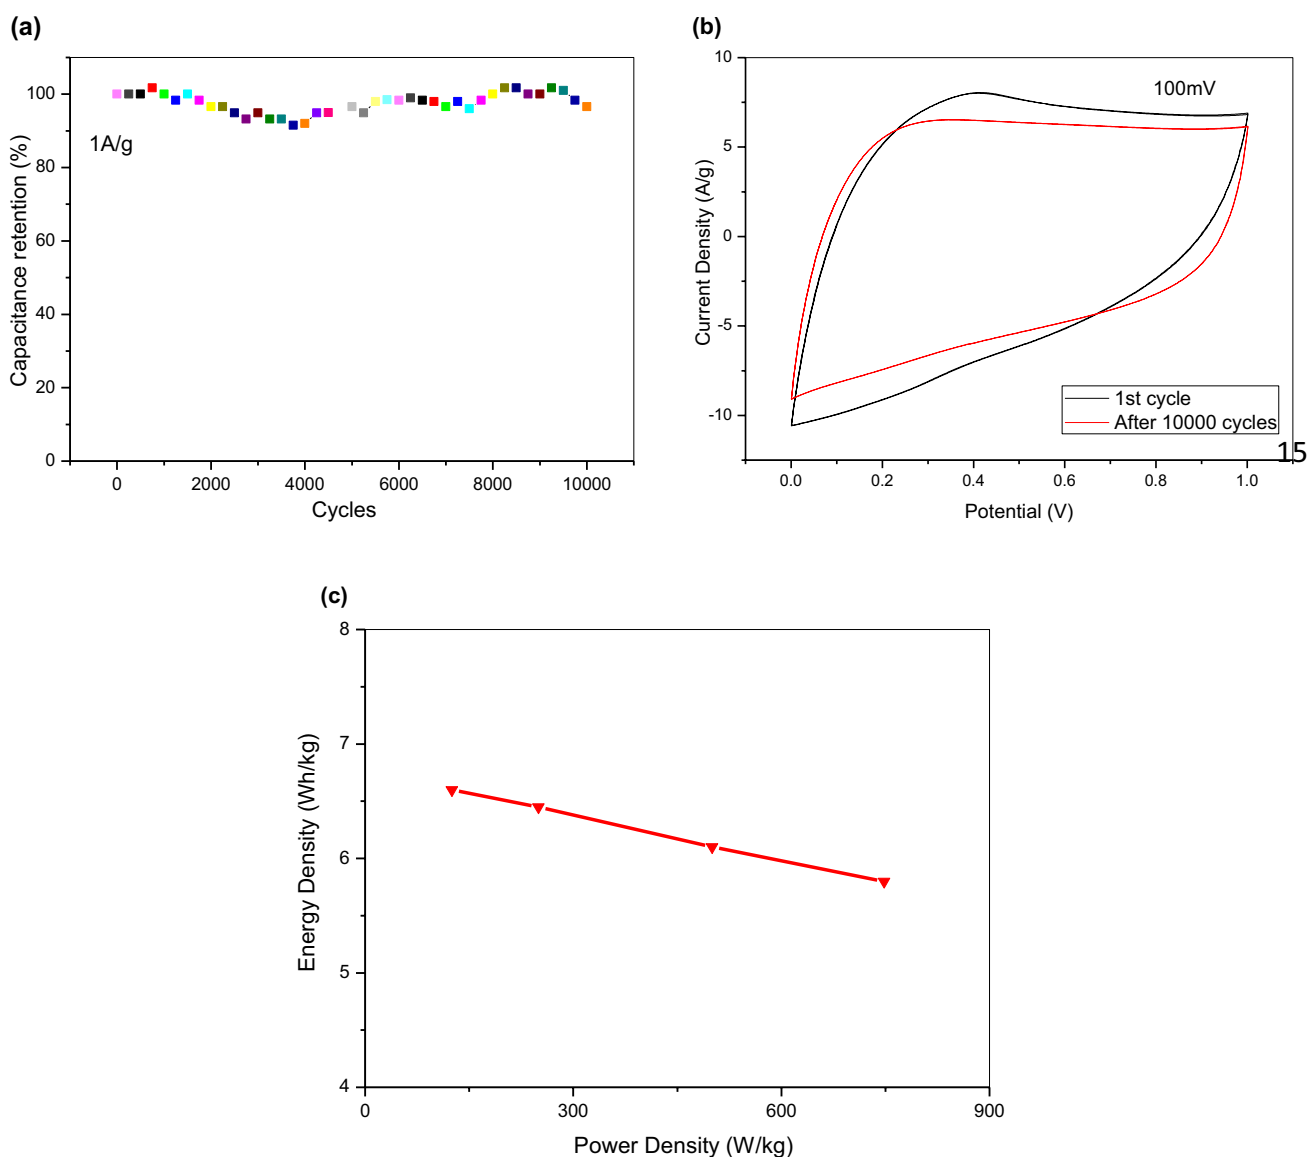 (a)
100
80
60
40
20
0
1A/g
0 2000 4000 6000 8000 10000
Capacitance retention (%)
Cycles
(b)
10
5
0
-5
-10
100mV
1st cycle
After 10000 cycles
15
0.0 0.2 0.4 0.6 0.8 1.0
Current Density (A/g)
Potential (V)
(c)
8
7
6
5
4
0 300 600 900
Energy Density (Wh/kg)
Power Density (W/kg)